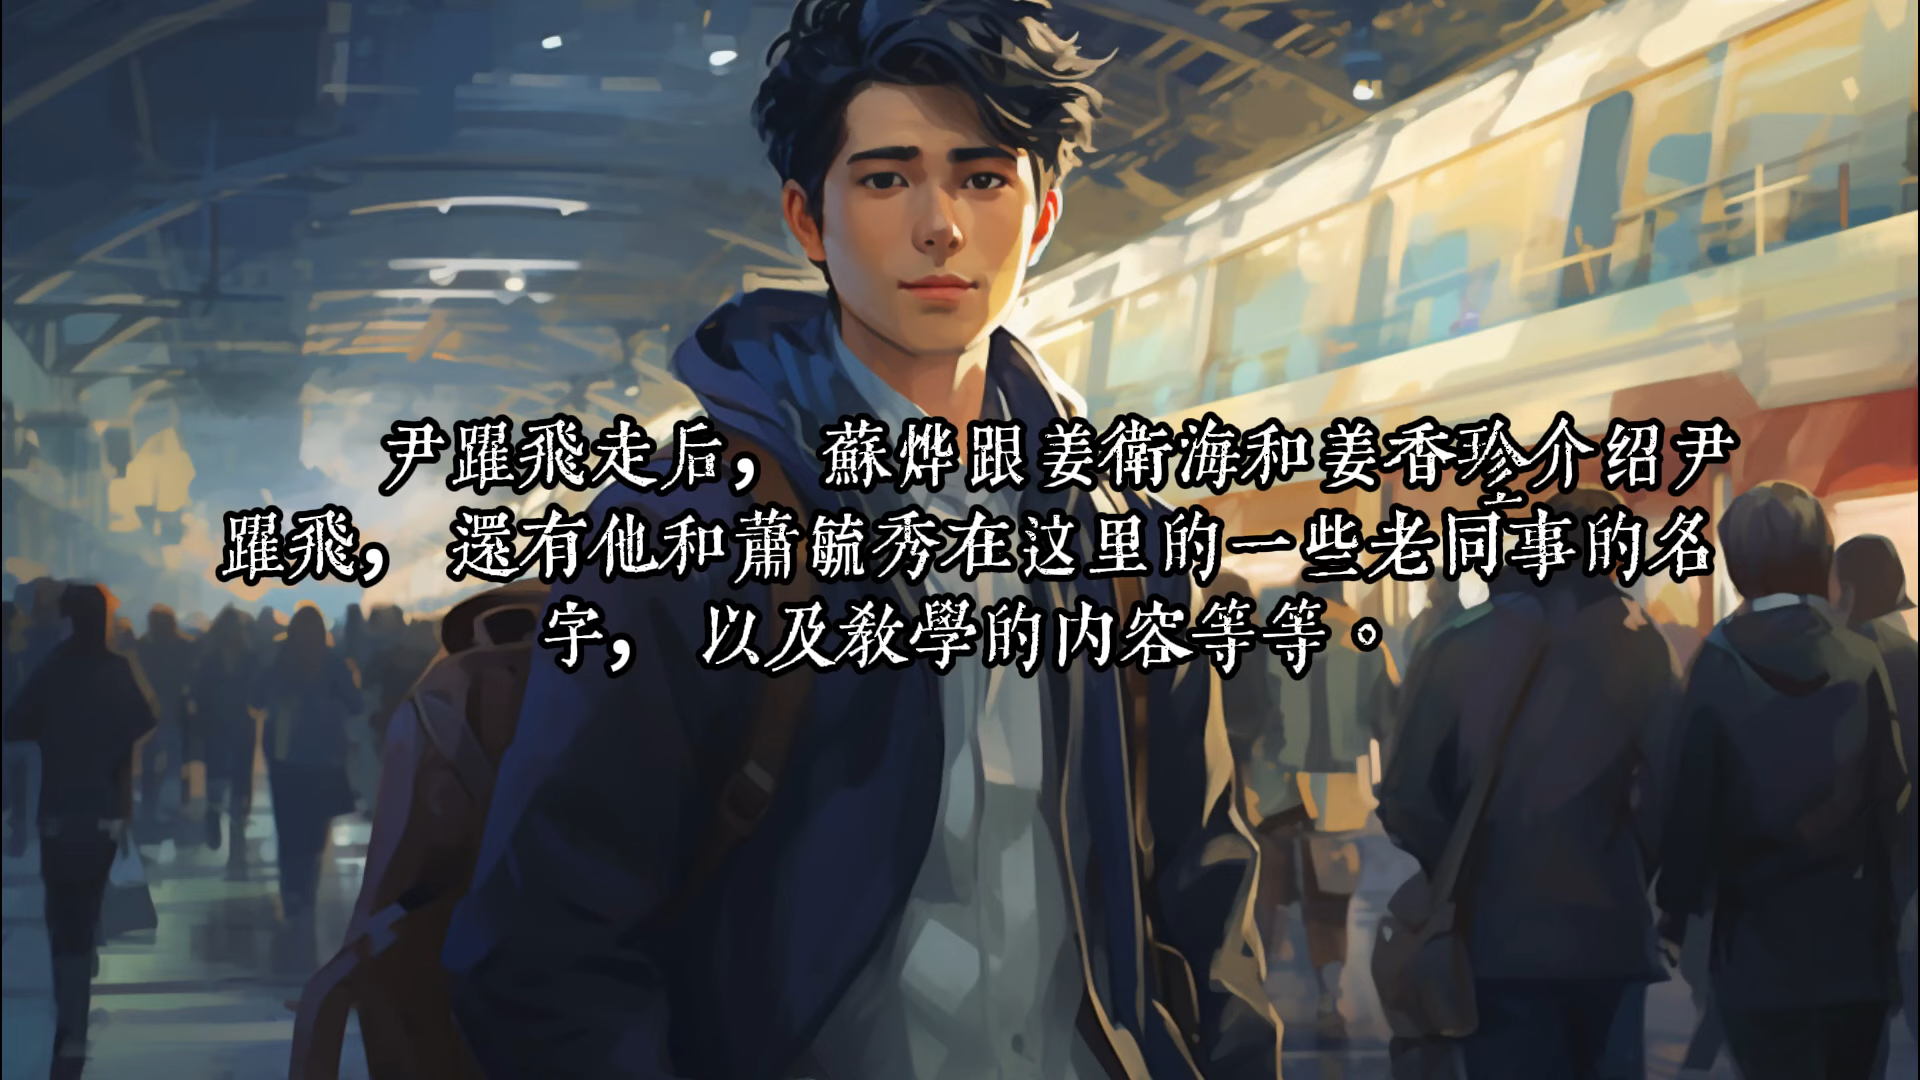 尹躍飛走后，蘇烨跟姜衛海和姜香珍介绍尹
躍飛，還有他和蕭毓秀在这里的一些老同事的名
字，以及教學的内容等等。